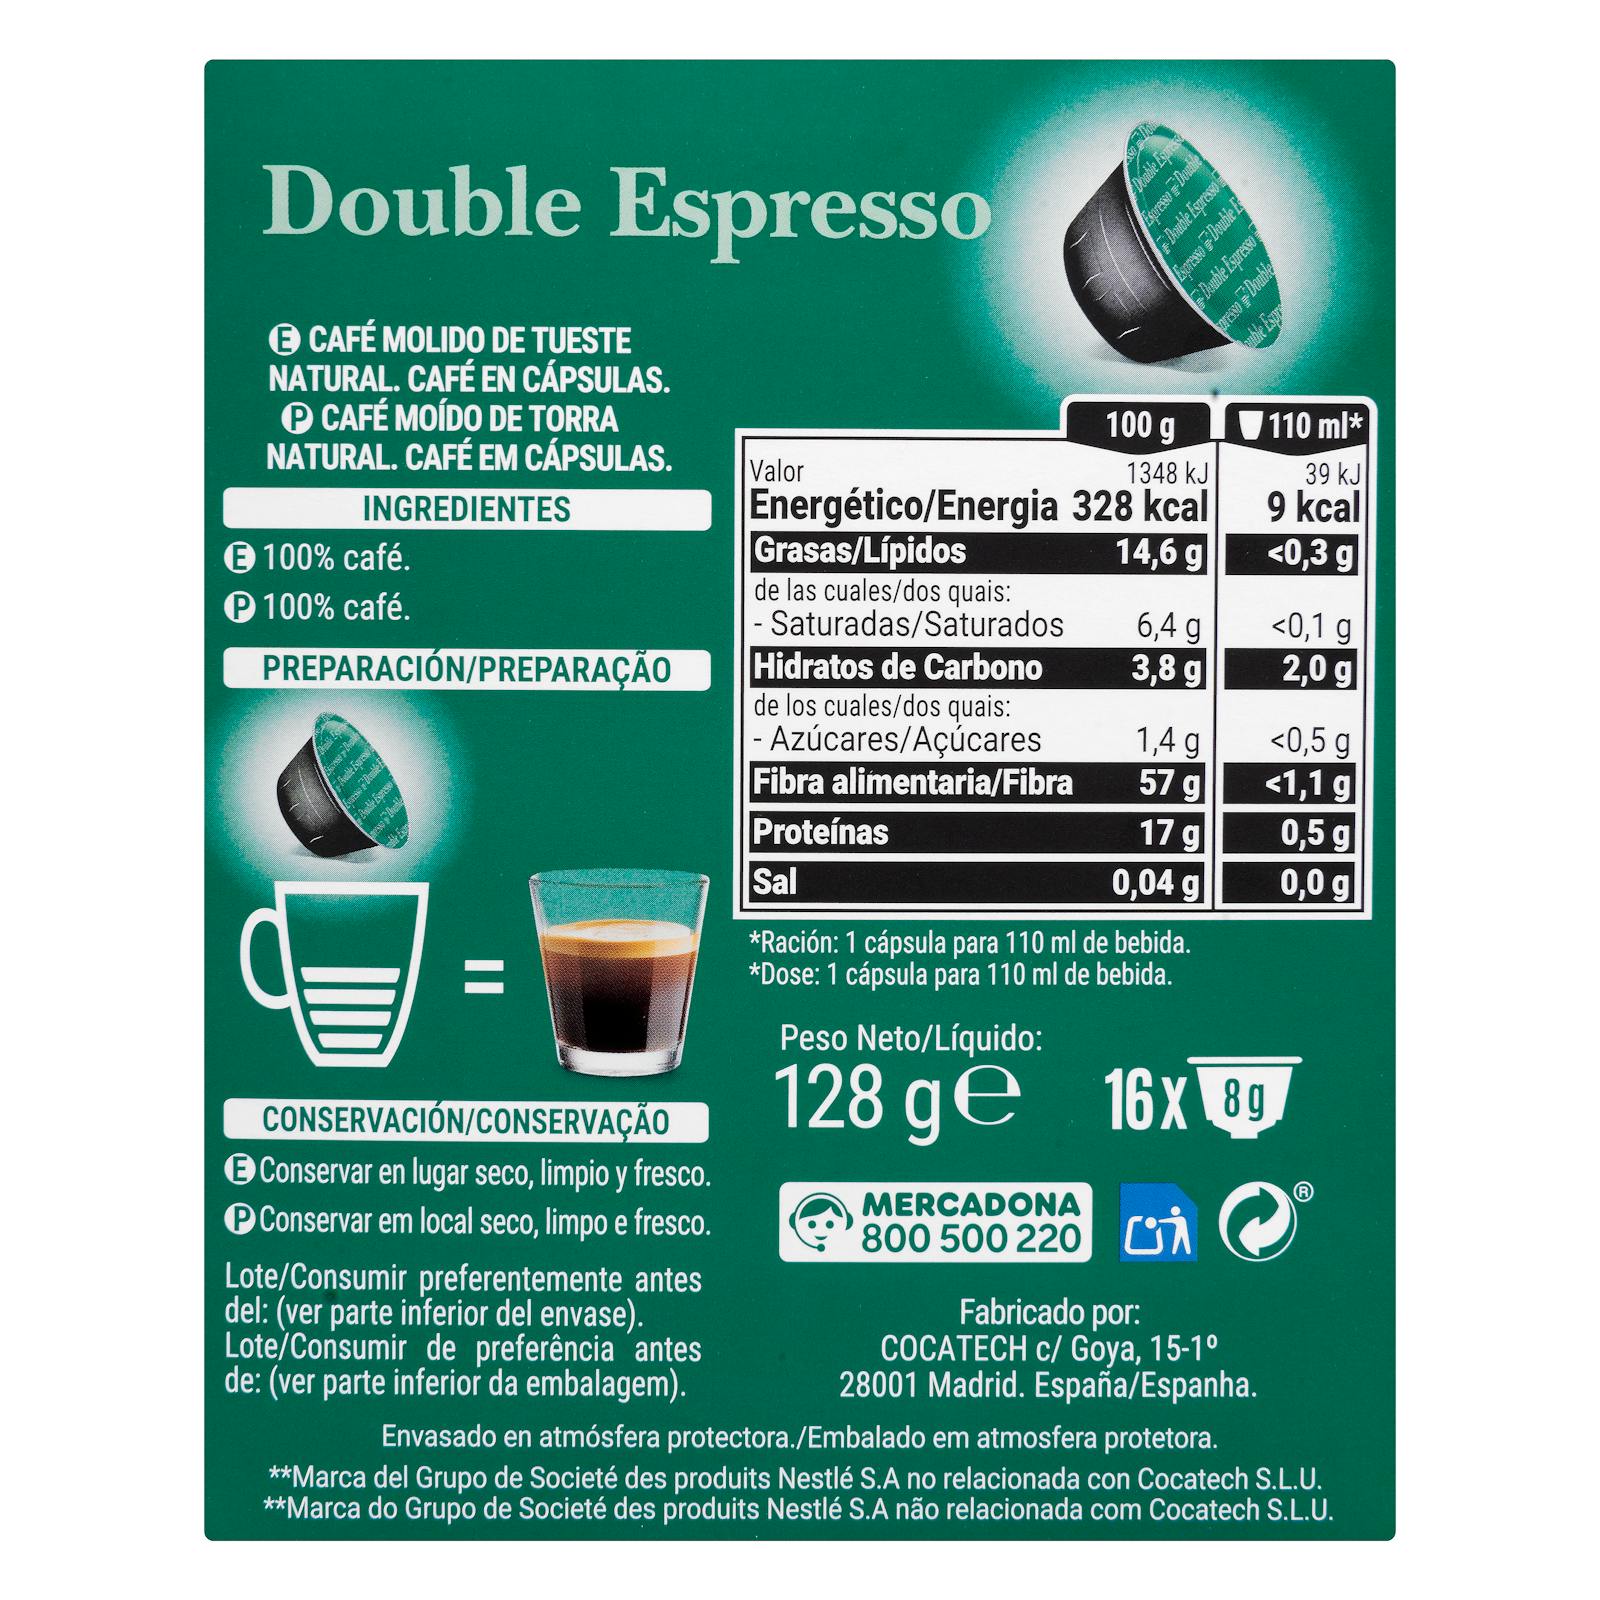 Double Espresso
E CAFÉ MOLIDO DE TUESTE
NATURAL. CAFÉ EN CÁPSULAS.
P CAFÉ MOÍDO DE TORRA
NATURAL. CAFÉ EM CÁPSULAS.
INGREDIENTES
E 100% café.
P 100% café.
PREPARACIÓN/PREPARAÇÃO
=
CONSERVACIÓN/CONSERVAÇÃO
E Conservar en lugar seco, limpio y fresco.
P Conservar em local seco, limpo e fresco.
Lote/Consumir preferentemente antes
del: (ver parte inferior del envase).
Lote/Consumir de preferência antes
de: (ver parte inferior da embalagem).
100 g 110 ml*
Valor 1348 kJ 39 kJ
Energético/Energia 328 kcal 9 kcal
Grasas/Lípidos 14,6 g <0,3 g
de las cuales/dos quais:
- Saturadas/Saturados 6,4 g <0,1 g
Hidratos de Carbono 3,8 g 2,0 g
de los cuales/dos quais:
- Azúcares/Açúcares 1,4 g <0,5 g
Fibra alimentaria/Fibra 57 g <1,1 g
Proteínas 17 g 0,5 g
Sal 0,04 g 0,0 g
*Ración: 1 cápsula para 110 ml de bebida.
*Dose: 1 cápsula para 110 ml de bebida.
Peso Neto/Líquido:
128 g e 16 x 8 g
MERCADONA
800 500 220
®
Fabricado por:
COCATECH c/ Goya, 15-1º
28001 Madrid. España/Espanha.
Envasado en atmósfera protectora./Embalado em atmosfera protetora.
**Marca del Grupo de Societé des produits Nestlé S.A no relacionada con Cocatech S.L.U.
**Marca do Grupo de Societé des produits Nestlé S.A não relacionada com Cocatech S.L.U.